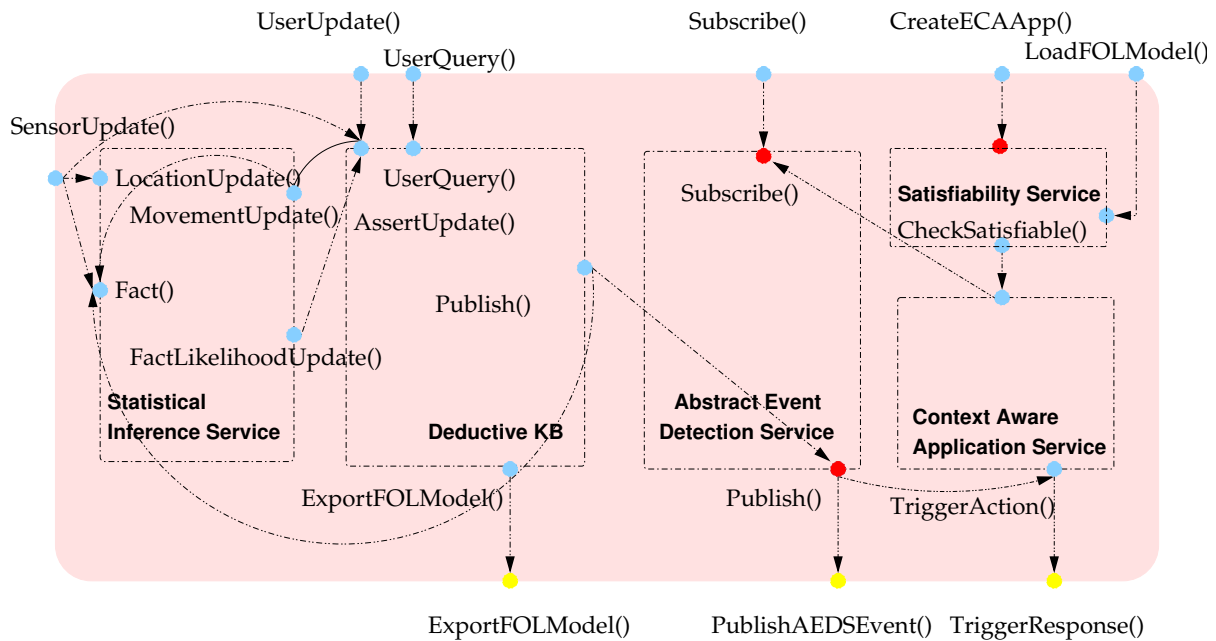 UserUpdate()
Subscribe()
CreateECAApp()
UserQuery()
LoadFOLModel()
SensorUpdate()
LocationUpdate()
UserQuery()
Subscribe()
Satisfiability Service
MovementUpdate()
AssertUpdate()
CheckSatisfiable()
Fact()
Publish()
FactLikelihoodUpdate()
Statistical
Inference Service
Deductive KB
Abstract Event
Detection Service
Context Aware
Application Service
ExportFOLModel()
Publish()
TriggerAction()
ExportFOLModel()
PublishAEDSEvent()
TriggerResponse()